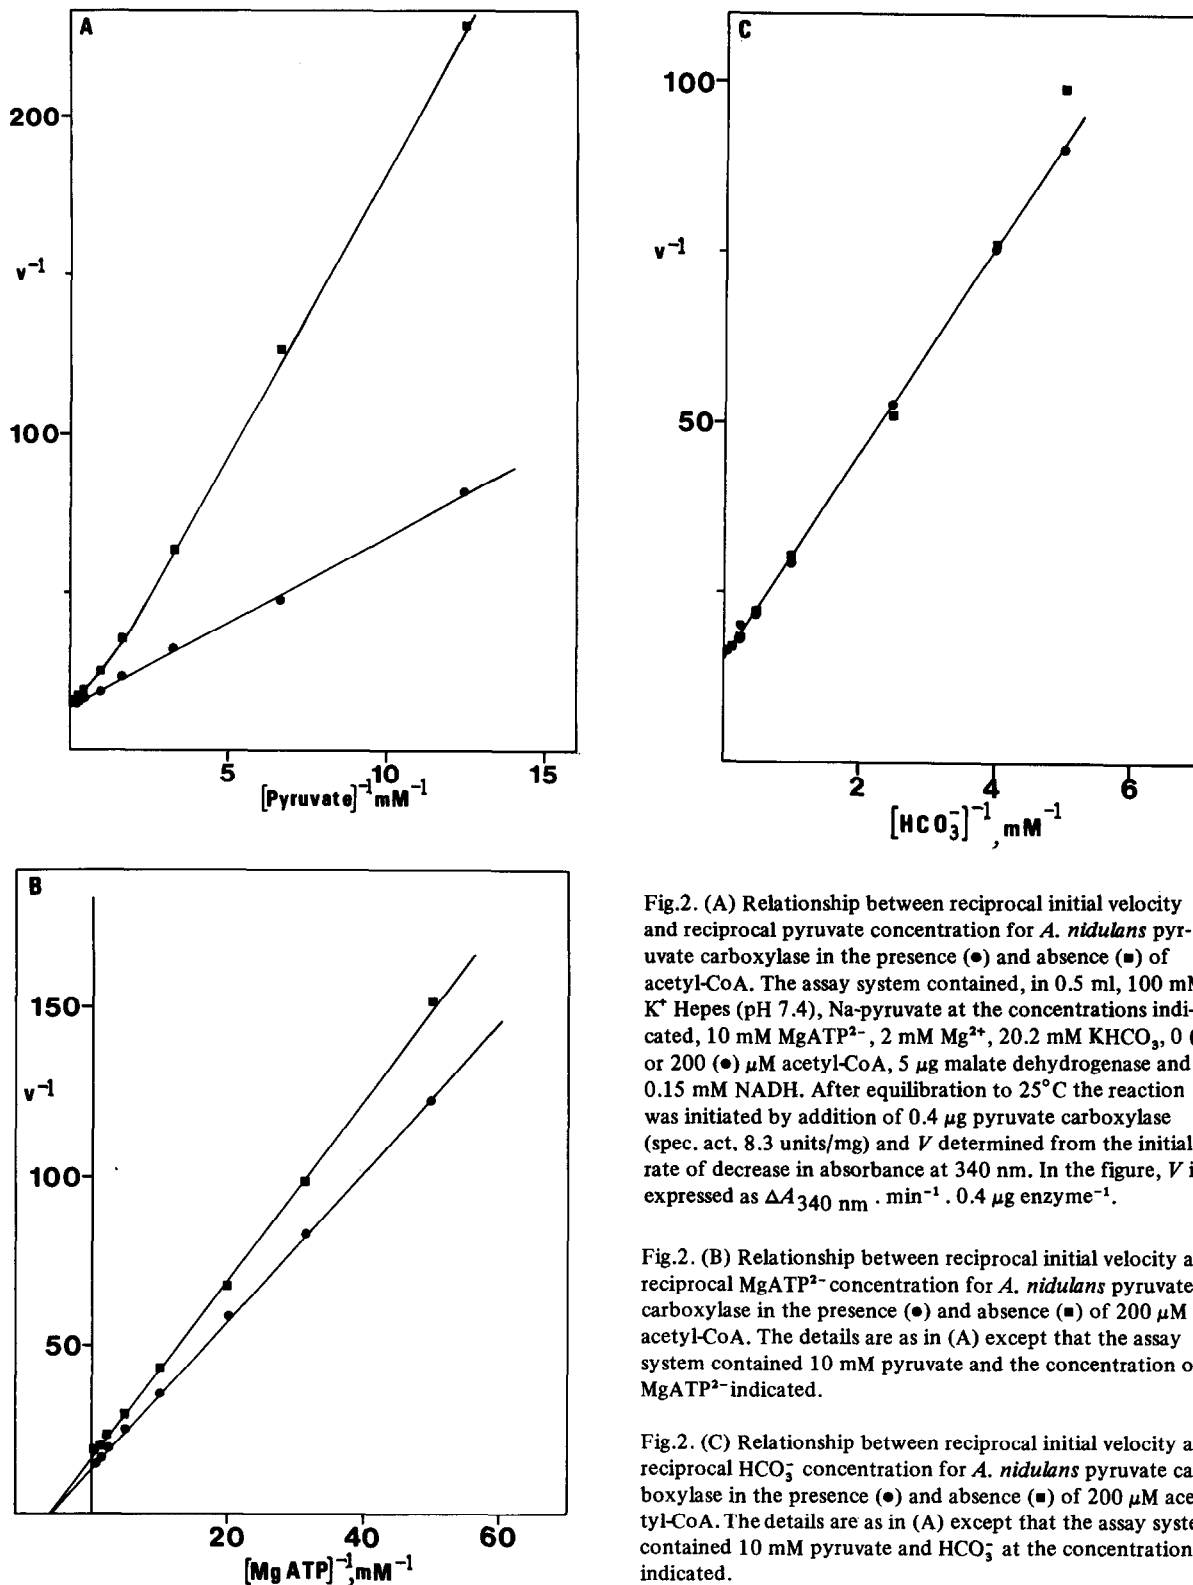 A
200
v⁻¹
100
5
10
15
[Pyruvate]⁻¹mM⁻¹
C
100
v⁻¹
50
2
4
6
[HCO₃⁻]⁻¹, mM⁻¹
B
150
v⁻¹
100
50
20
40
60
[MgATP]⁻¹,mM⁻¹
Fig.2. (A) Relationship between reciprocal initial velocity
and reciprocal pyruvate concentration for A. nidulans pyr-
uvate carboxylase in the presence (●) and absence (■) of
acetyl-CoA. The assay system contained, in 0.5 ml, 100 mM
K⁺ Hepes (pH 7.4), Na-pyruvate at the concentrations indi-
cated, 10 mM MgATP²⁻, 2 mM Mg²⁺, 20.2 mM KHCO₃, 0 (
or 200 (●) μM acetyl-CoA, 5 μg malate dehydrogenase and
0.15 mM NADH. After equilibration to 25°C the reaction
was initiated by addition of 0.4 μg pyruvate carboxylase
(spec. act. 8.3 units/mg) and V determined from the initial
rate of decrease in absorbance at 340 nm. In the figure, V i
expressed as ΔA₃₄₀ nm . min⁻¹ . 0.4 μg enzyme⁻¹.
Fig.2. (B) Relationship between reciprocal initial velocity a
reciprocal MgATP²⁻ concentration for A. nidulans pyruvate
carboxylase in the presence (●) and absence (■) of 200 μM
acetyl-CoA. The details are as in (A) except that the assay
system contained 10 mM pyruvate and the concentration o
MgATP²⁻ indicated.
Fig.2. (C) Relationship between reciprocal initial velocity a
reciprocal HCO₃⁻ concentration for A. nidulans pyruvate ca
boxylase in the presence (●) and absence (■) of 200 μM ace
tyl-CoA. The details are as in (A) except that the assay syste
contained 10 mM pyruvate and HCO₃⁻ at the concentration
indicated.